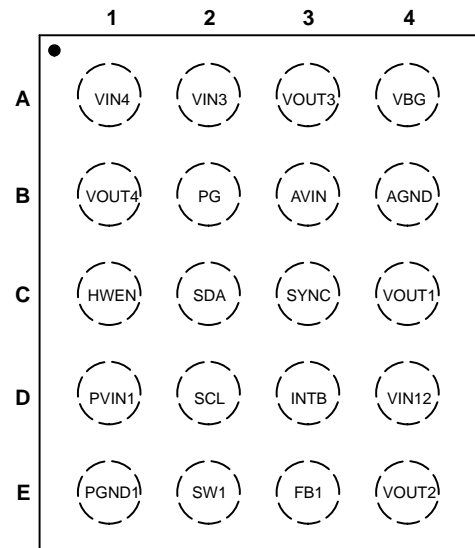 1 2 3 4
A VIN4 VIN3 VOUT3 VBG
B VOUT4 PG AVIN AGND
C HWEN SDA SYNC VOUT1
D PVIN1 SCL INTB VIN12
E PGND1 SW1 FB1 VOUT2